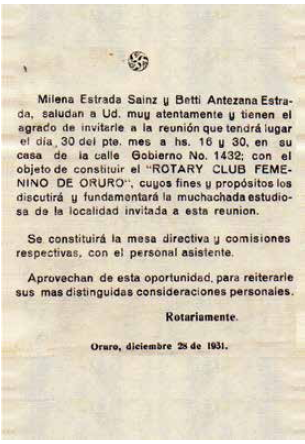 Milena Estrada Sainz y Betti Antezana Estra-
da, saludan a Ud. muy atentamente y tienen el
agrado de invitarle a la reunión que tendrá lugar
el día 30 del pte. mes a hs. 16 y 30, en su
casa de la calle Gobierno No. 1432; con el
objeto de constituir el "ROTARY CLUB FEME-
NINO DE ORURO", cuyos fines y propósitos los
discutirá y fundamentará la muchachada estudio-
sa de la localidad invitada a esta reunion.
Se constituirá la mesa directiva y comisiones
respectivas, con el personal asistente.
Aprovechan de esta oportunidad, para reiterarle
sus mas distinguidas consideraciones personales.
Rotariamente.
Oruro, diciembre 28 de 1931.